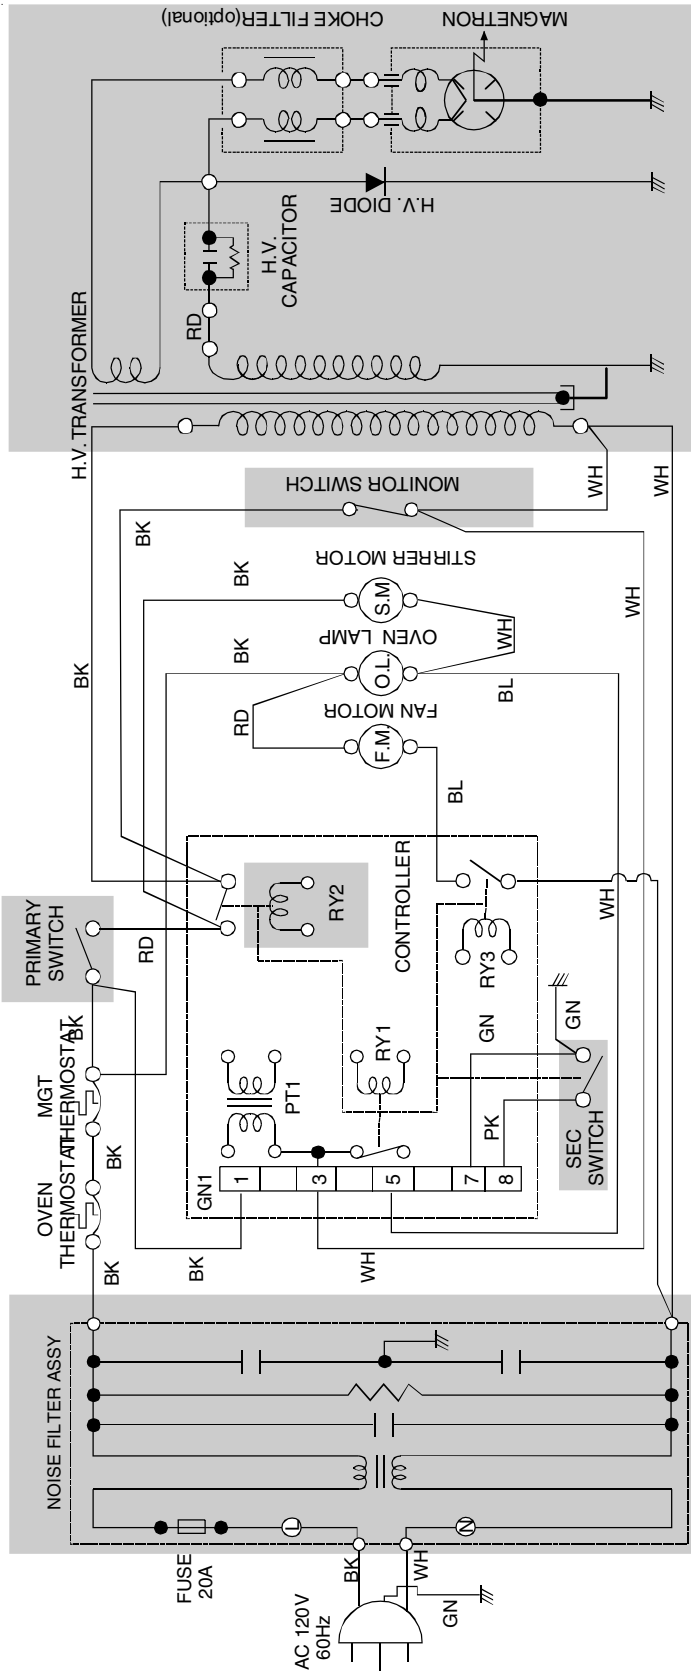 CHOKE FILTER(optional)
MAGNETRON
H.V. DIODE
H.V.
CAPACITOR
RD
H.V. TRANSFORMER
MONITOR SWITCH
WH
WH
BK
STIRRER MOTOR
BK
S.M
WH
WH
OVEN LAMP
BK
O.L.
BL
BK
FAN MOTOR
RD
F.M.
BL
PRIMARY
SWITCH
RD
RY2
CONTROLLER
WH
RY3
BK
MGT
THERMOSTAT
GN
GN
PT1
RY1
BK
PK
SEC
SWITCH
OVEN
THERMOSTAT
GN1
1
3
5
7
8
BK
BK
WH
NOISE FILTER ASSY
L
N
FUSE
20A
BK
WH
AC 120V
60Hz
GN